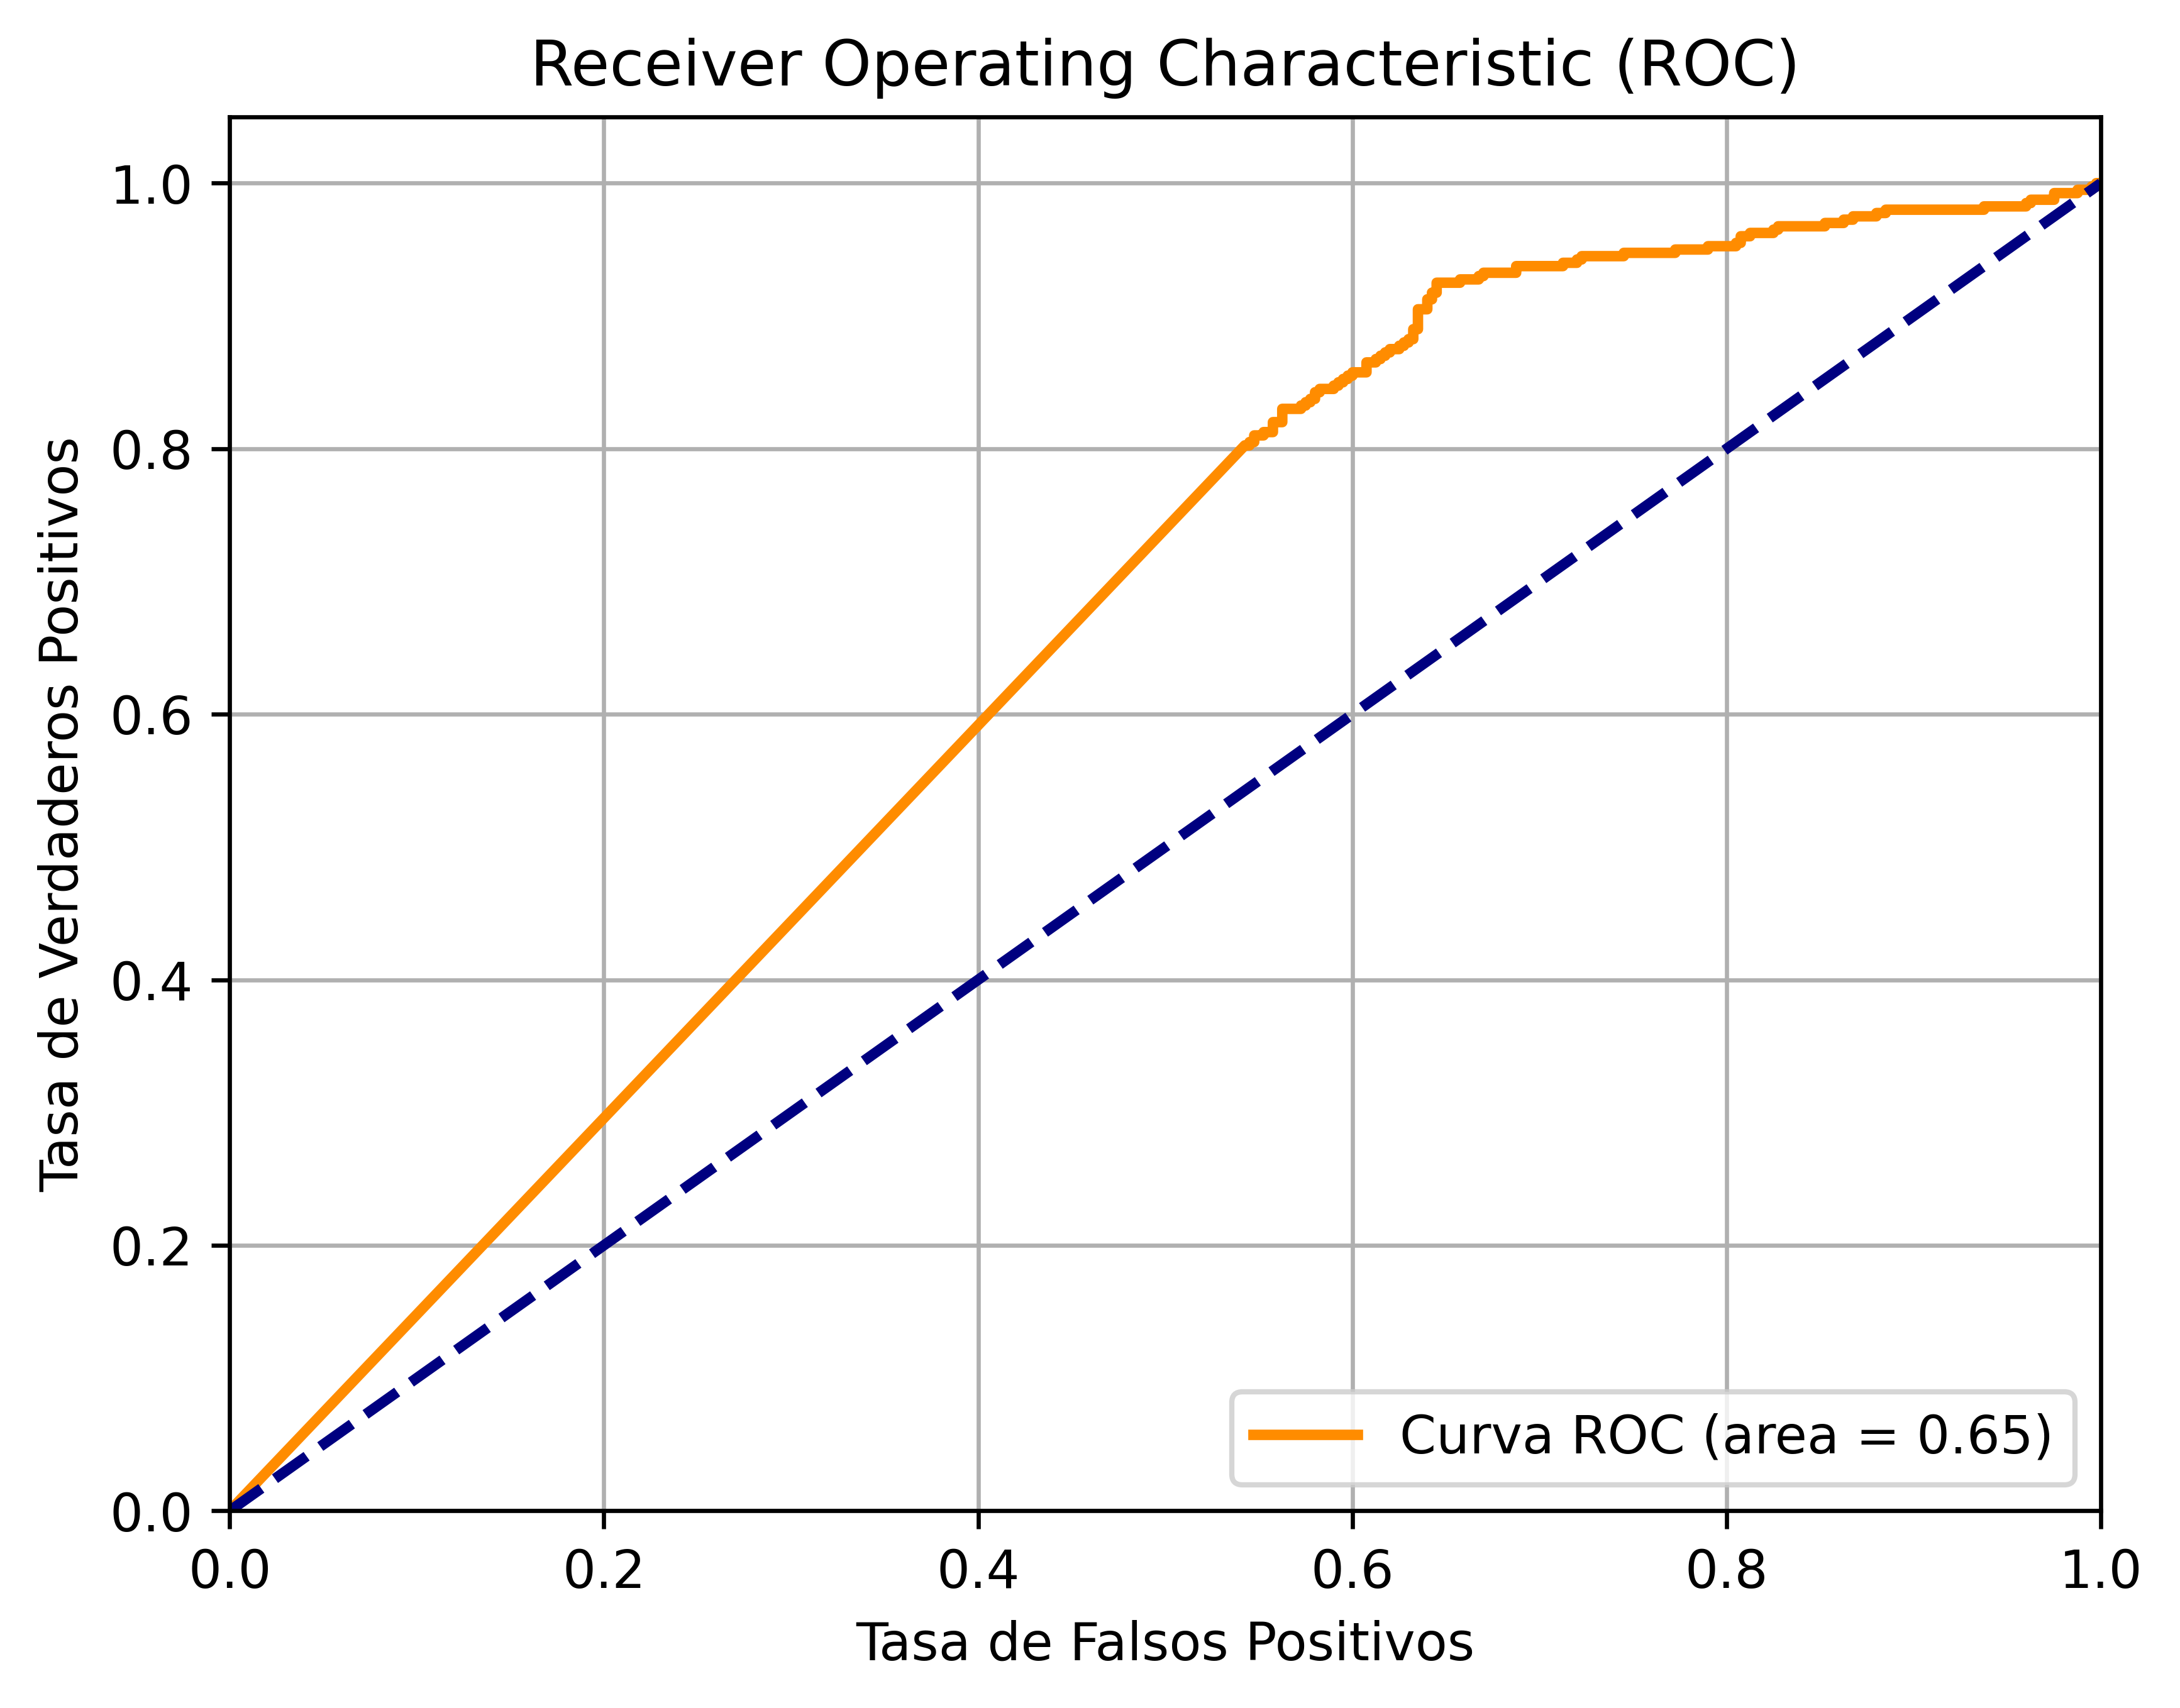 Receiver Operating Characteristic (ROC)
Tasa de Verdaderos Positivos
1.0
0.8
0.6
0.4
0.2
0.0
0.0 0.2 0.4 0.6 0.8 1.0
Tasa de Falsos Positivos
Curva ROC (area = 0.65)